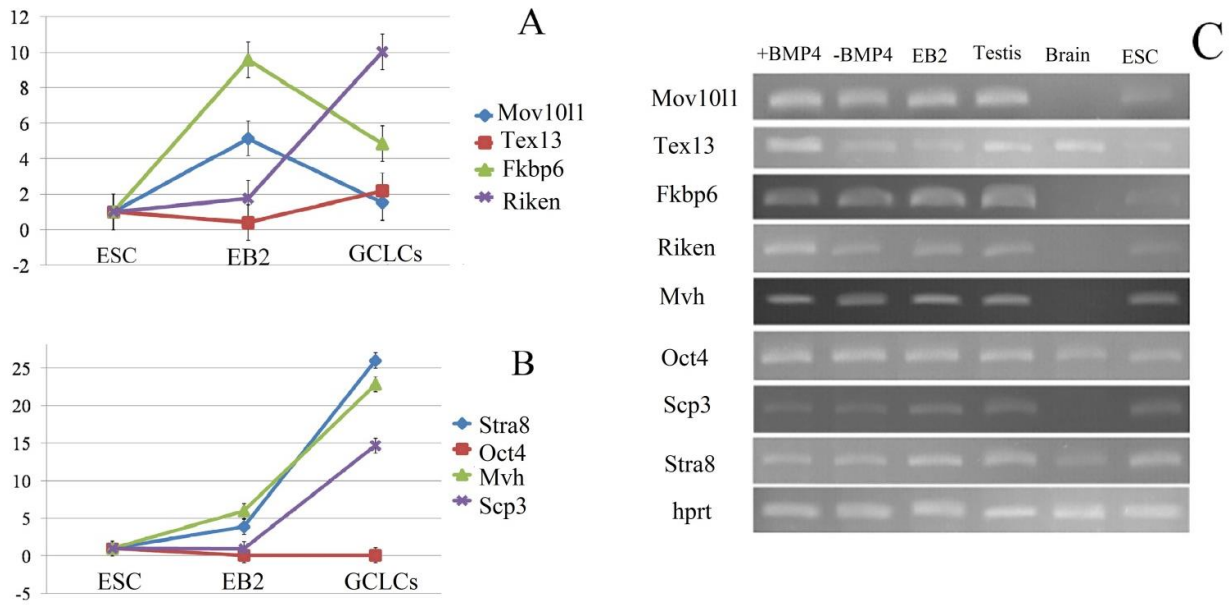 A
12
10
8
6
4
2
0
-2
ESC
EB2
GCLCs
Mov10l1
Tex13
Fkbp6
Riken
B
25
20
15
10
5
0
-5
ESC
EB2
GCLCs
Stra8
Oct4
Mvh
Scp3
C
+BMP4 -BMP4 EB2 Testis Brain ESC
Mov10l1
Tex13
Fkbp6
Riken
Mvh
Oct4
Scp3
Stra8
hprt